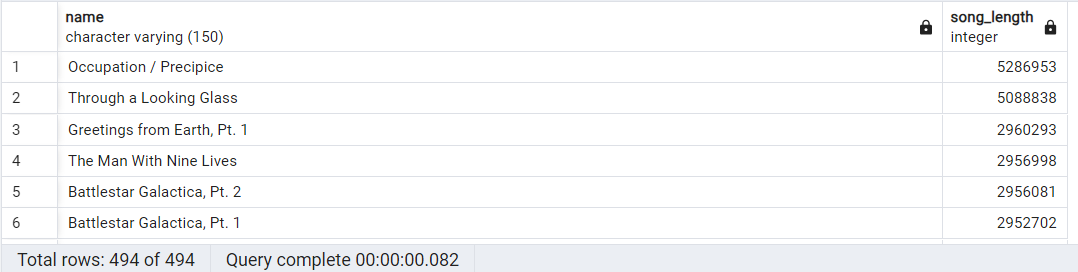 name song_length
character varying (150) integer
1 Occupation / Precipice 5286953
2 Through a Looking Glass 5088838
3 Greetings from Earth, Pt. 1 2960293
4 The Man With Nine Lives 2956998
5 Battlestar Galactica, Pt. 2 2956081
6 Battlestar Galactica, Pt. 1 2952702
Total rows: 494 of 494 Query complete 00:00:00.082